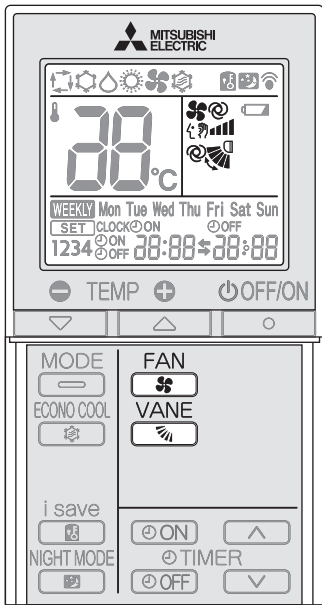 MITSUBISHI
ELECTRIC
88°C
WEEKLY Mon Tue Wed Thu Fri Sat Sun
SET CLOCK ON OFF
1234 ON OFF 88:88 88:88
TEMP OFF/ON
MODE FAN
ECONO COOL VANE
i save ON
NIGHT MODE TIMER
OFF